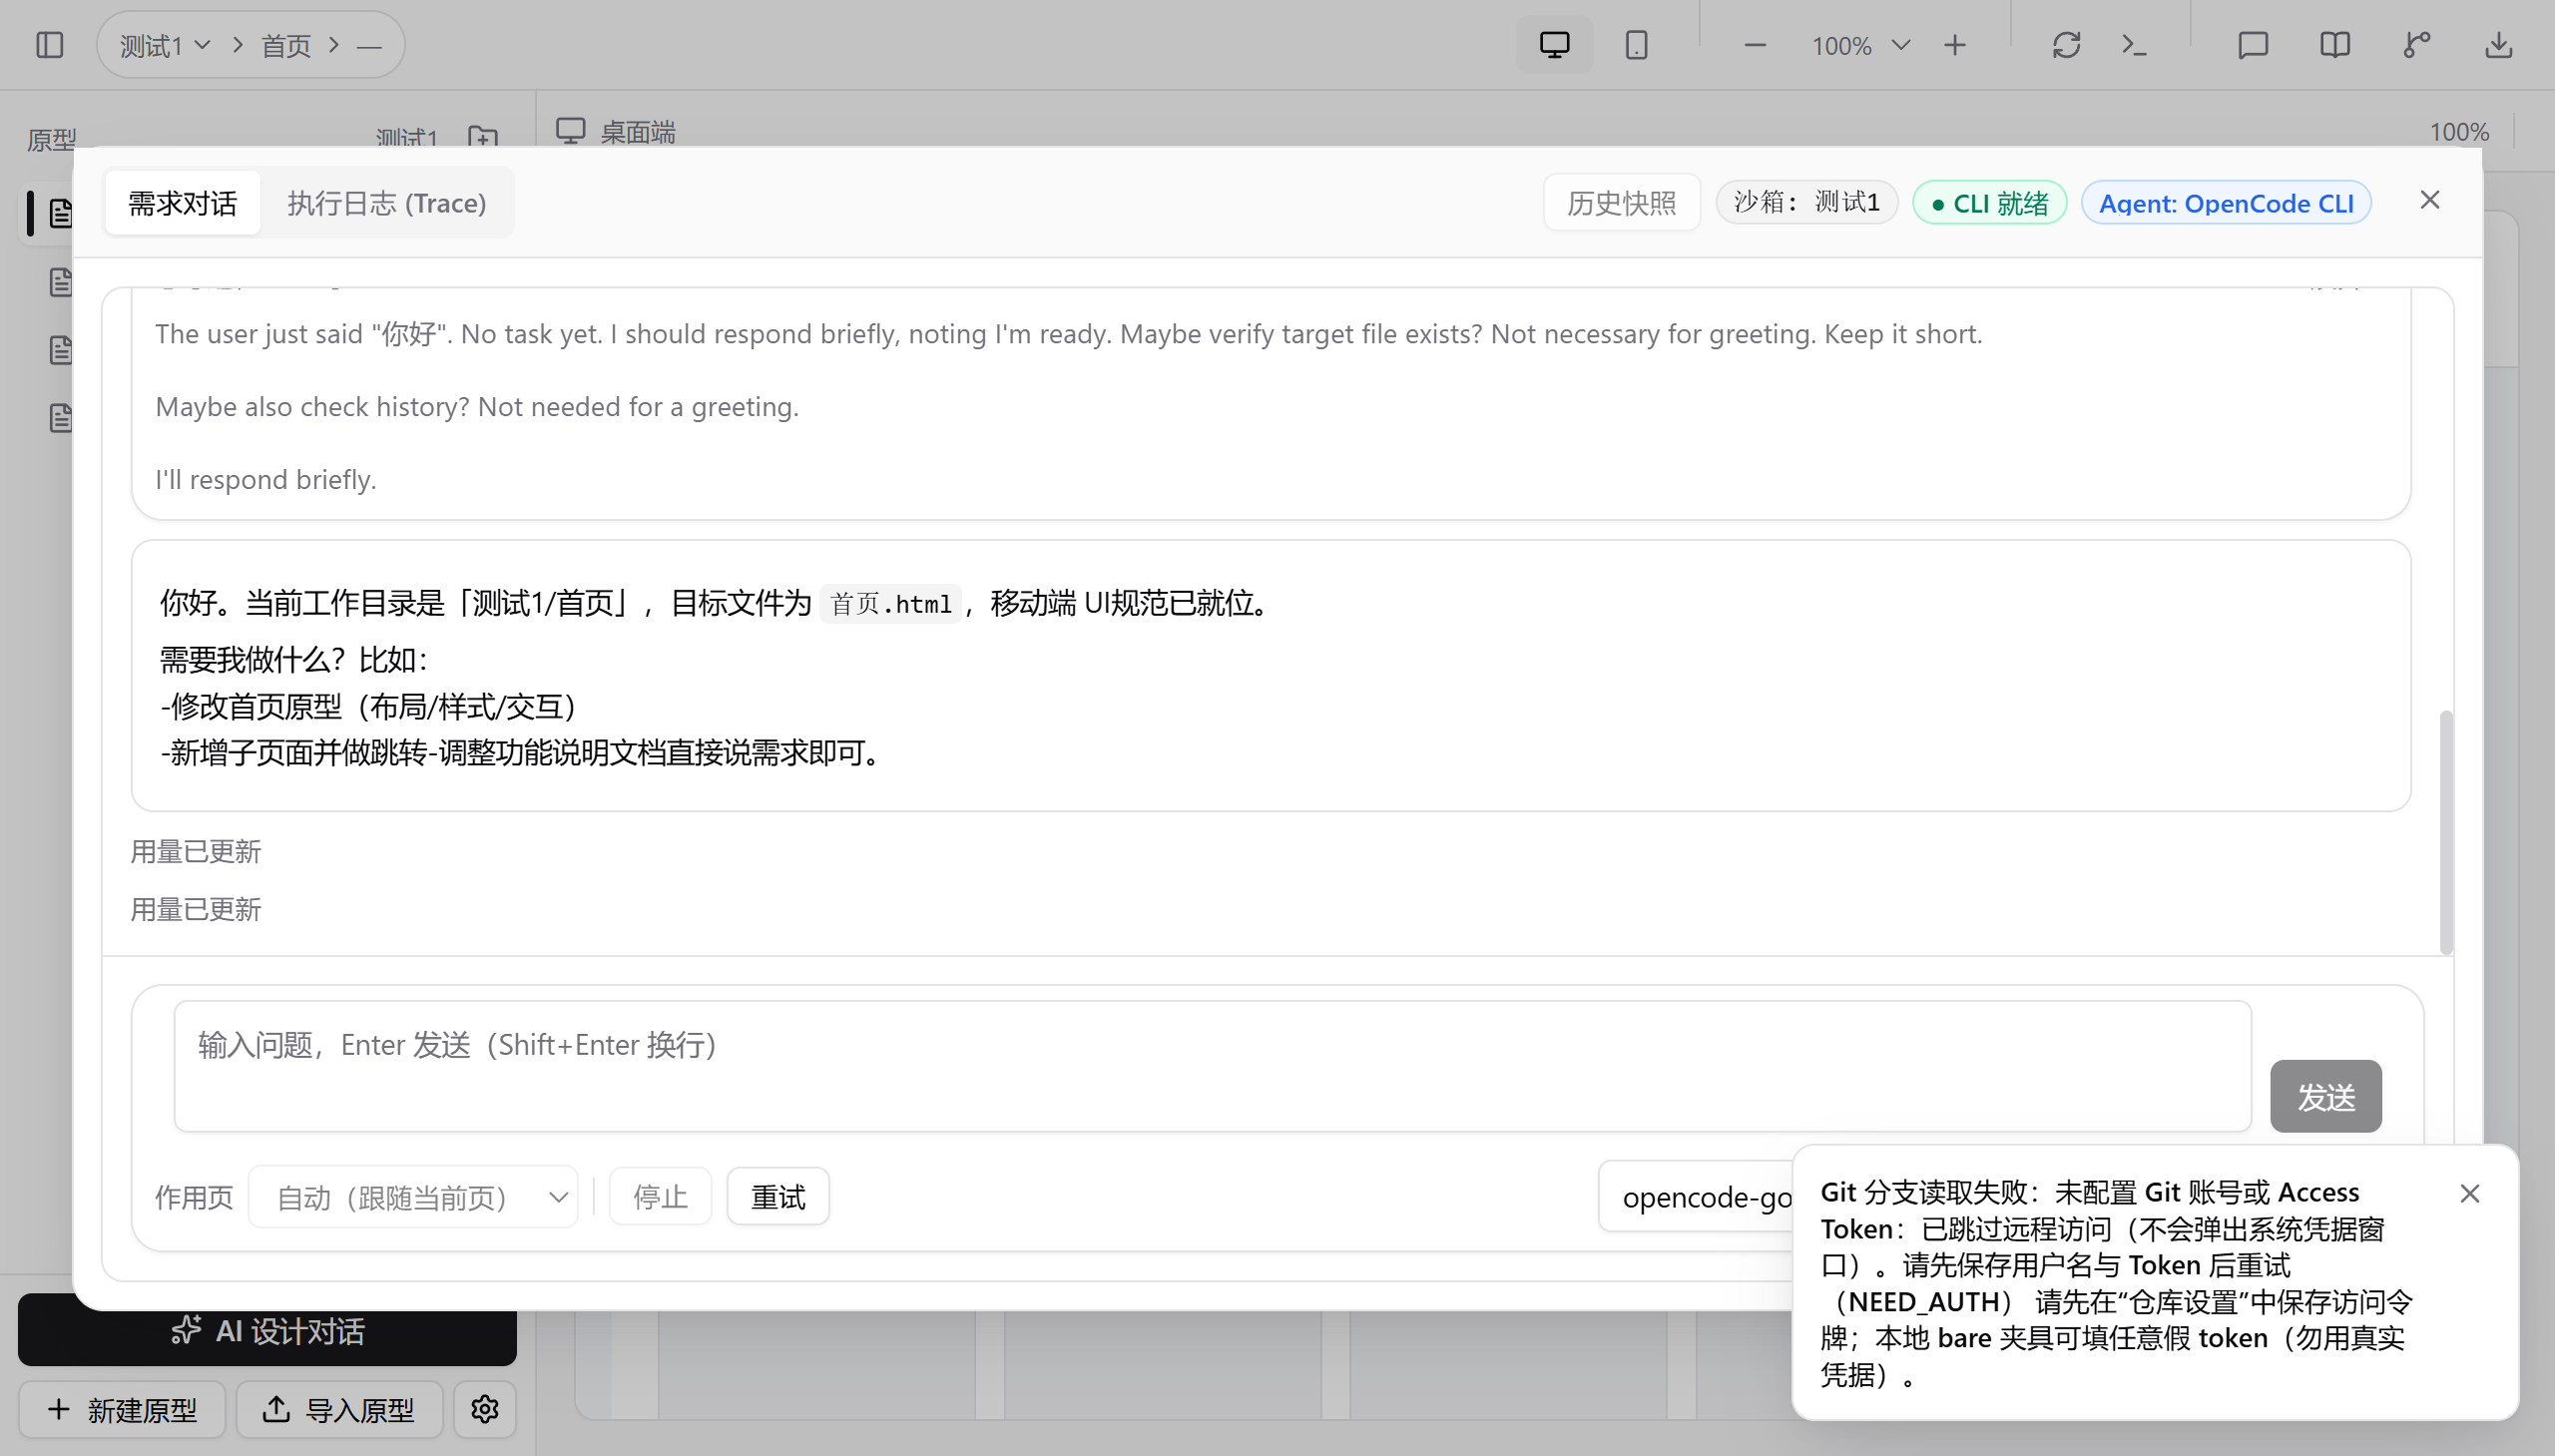 测试1 > 首页 > —
100%
原型
测试1
桌面端
100%
需求对话
执行日志 (Trace)
历史快照
沙箱：测试1
● CLI 就绪
Agent: OpenCode CLI
The user just said "你好". No task yet. I should respond briefly, noting I'm ready. Maybe verify target file exists? Not necessary for greeting. Keep it short.
Maybe also check history? Not needed for a greeting.
I'll respond briefly.
你好。当前工作目录是「测试1/首页」，目标文件为 首页.html，移动端 UI规范已就位。
需要我做什么？比如：
-修改首页原型（布局/样式/交互）
-新增子页面并做跳转-调整功能说明文档直接说需求即可。
用量已更新
用量已更新
输入问题，Enter 发送（Shift+Enter 换行）
发送
作用页
自动（跟随当前页）
停止
重试
opencode-go
Git 分支读取失败：未配置 Git 账号或 Access
Token：已跳过远程访问（不会弹出系统凭据窗
口）。请先保存用户名与 Token 后重试
（NEED_AUTH） 请先在“仓库设置”中保存访问令
牌；本地 bare 夹具可填任意假 token（勿用真实
凭据）。
AI 设计对话
新建原型
导入原型